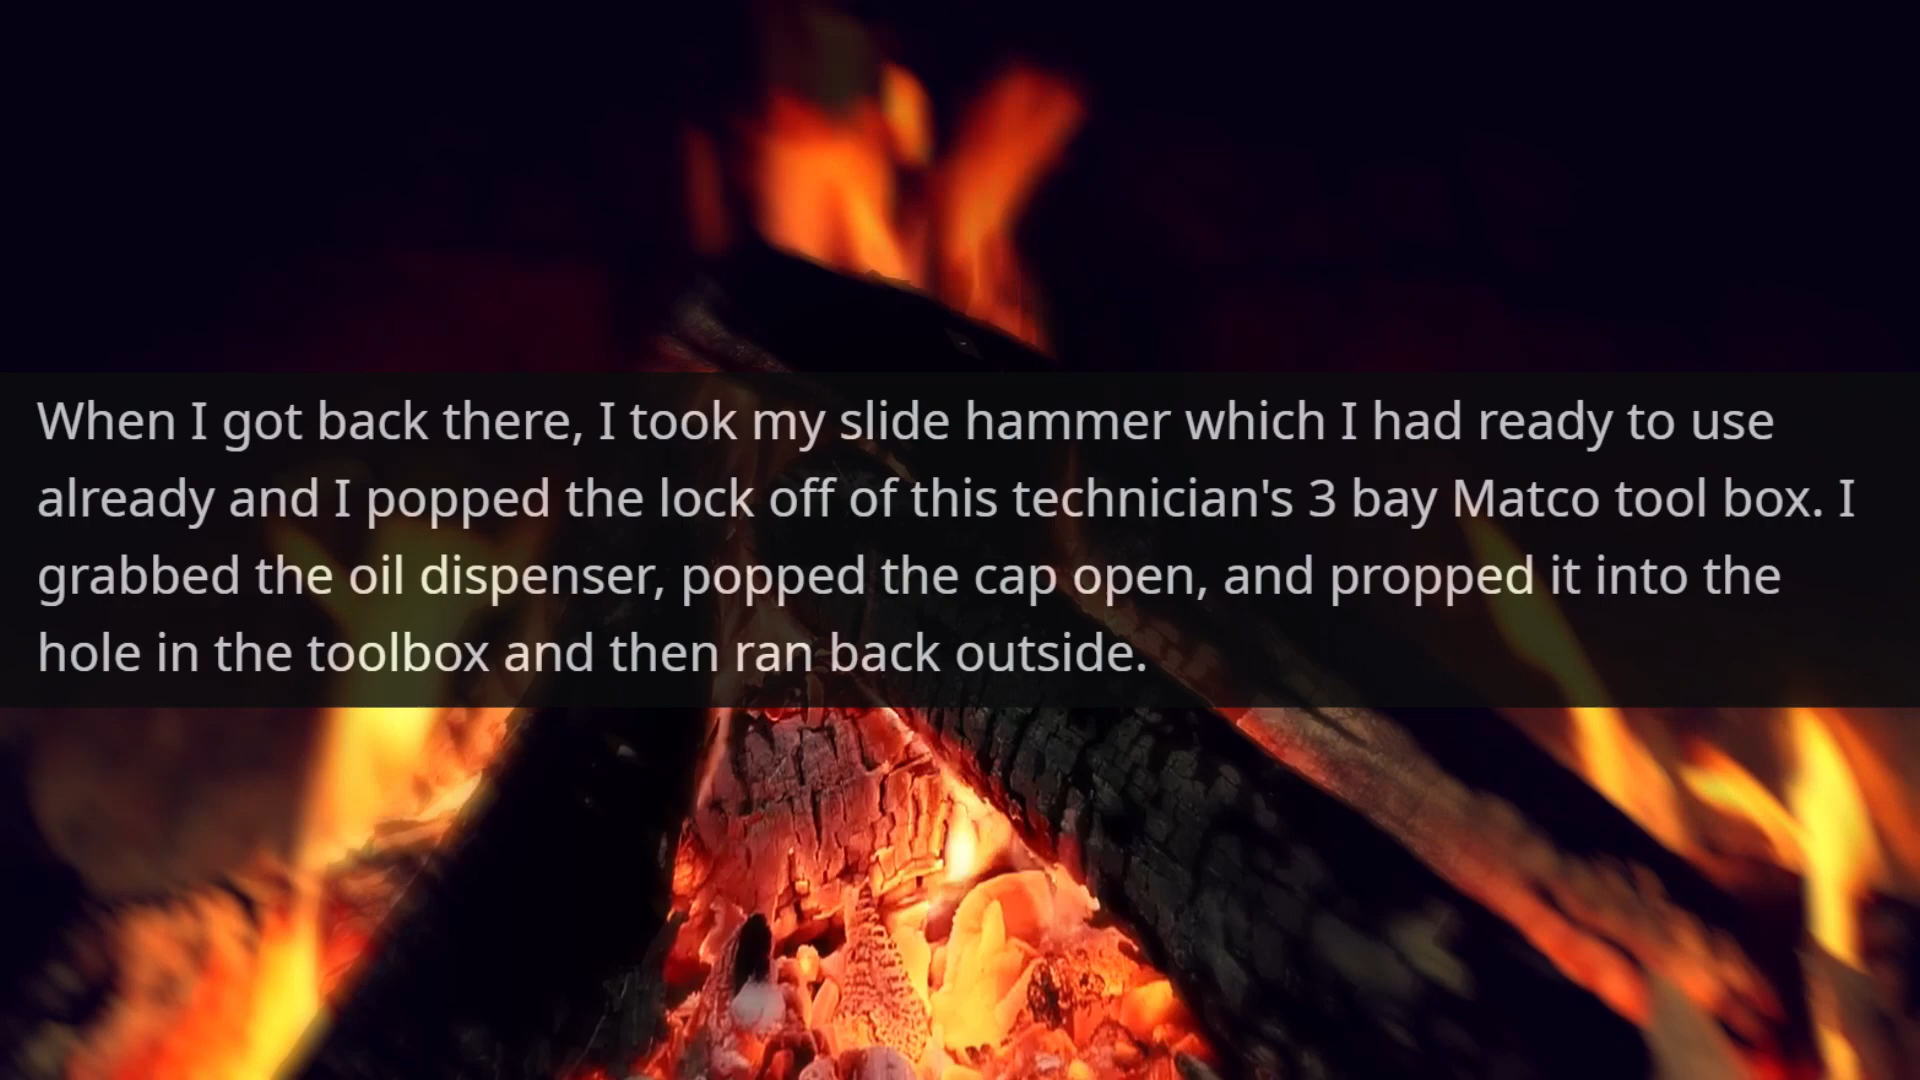 When I got back there, I took my slide hammer which I had ready to use
already and I popped the lock off of this technician's 3 bay Matco tool box. I
grabbed the oil dispenser, popped the cap open, and propped it into the
hole in the toolbox and then ran back outside.